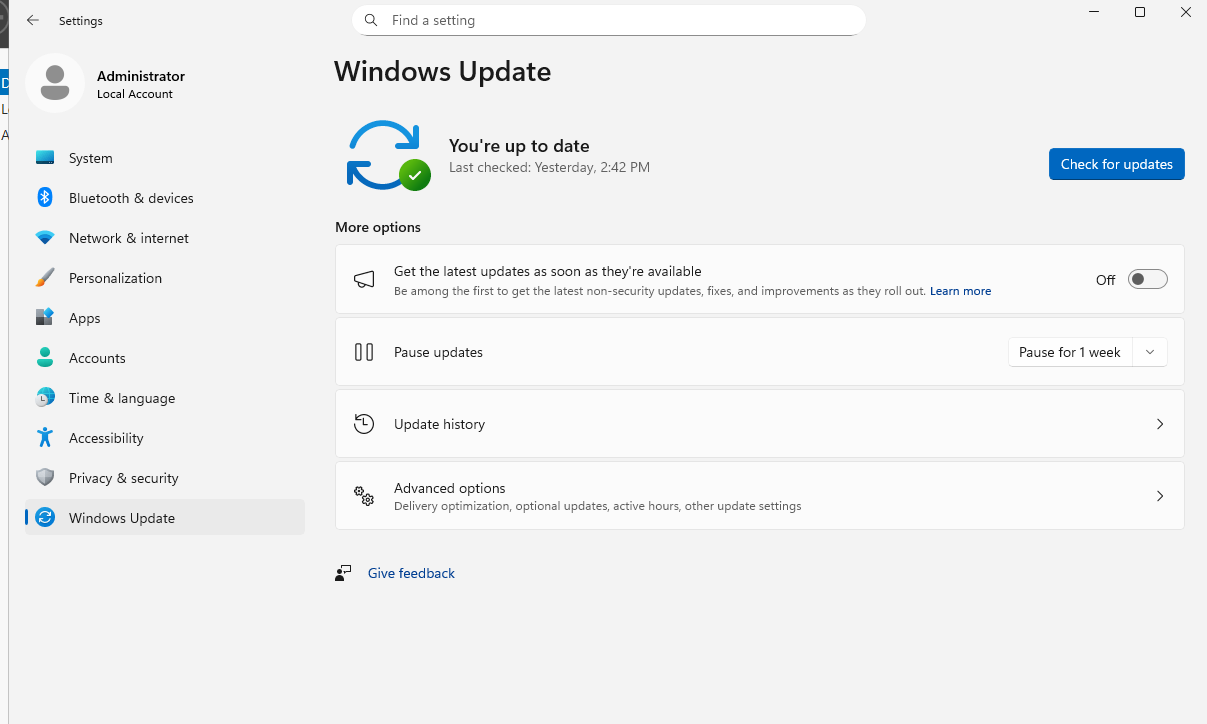 Settings
Find a setting
Administrator
Local Account
System
Bluetooth & devices
Network & internet
Personalization
Apps
Accounts
Time & language
Accessibility
Privacy & security
Windows Update
Windows Update
You're up to date
Last checked: Yesterday, 2:42 PM
Check for updates
More options
Get the latest updates as soon as they're available
Be among the first to get the latest non-security updates, fixes, and improvements as they roll out. Learn more
Off
Pause updates
Pause for 1 week
Update history
Advanced options
Delivery optimization, optional updates, active hours, other update settings
Give feedback